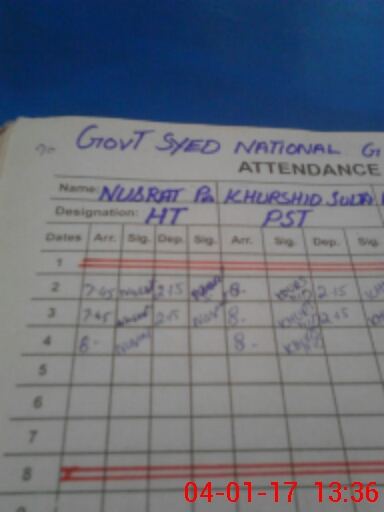 GOVT SYED NATIONAL G
ATTENDANCE
Name: NUSRAT Pa KHURSHID SULTA
Designation: HT PST
Dates Arr. Sig. Dep. Sig. Arr. Sig. Dep. Sig.
1
2 7-45 2-15 8- 2-15
3 7-45 2-15 8- 2-15
4 8- 8-
5
6
7
8
04-01-17 13:36